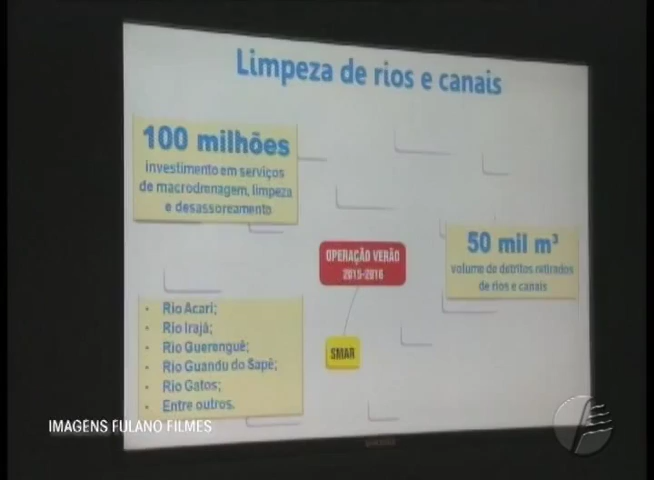 Limpeza de rios e canais
100 milhões
investimento em serviços
de macrodrenagem, limpeza
e desassoreamento
OPERAÇÃO VERÃO
2015-2016
50 mil m³
volume de detritos retirados
de rios e canais
• Rio Acari;
• Rio Irajá;
• Rio Guerenguê;
• Rio Guandu do Sapê;
• Rio Gatos;
• Entre outros.
SMAR
IMAGENS FULANO FILMES
SAMSUNG